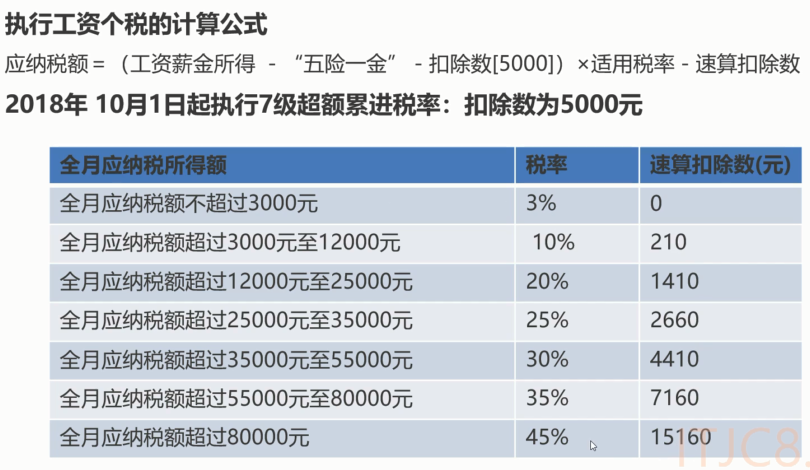 执行工资个税的计算公式
应纳税额＝（工资薪金所得 -“五险一金” - 扣除数[5000]）×适用税率 - 速算扣除数
2018年 10月1日起执行7级超额累进税率：扣除数为5000元
全月应纳税所得额 税率 速算扣除数(元)
全月应纳税额不超过3000元 3% 0
全月应纳税额超过3000元至12000元 10% 210
全月应纳税额超过12000元至25000元 20% 1410
全月应纳税额超过25000元至35000元 25% 2660
全月应纳税额超过35000元至55000元 30% 4410
全月应纳税额超过55000元至80000元 35% 7160
全月应纳税额超过80000元 45% 15160
ITJC8.